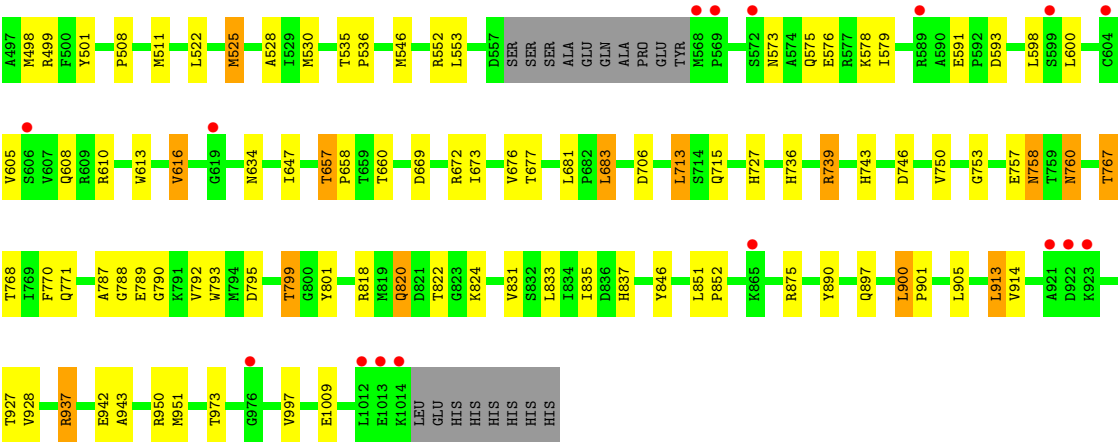 A497 M498 R499 F500 Y501 P508 M511 L522 M525 A528 I529 M530 T535 P536 M546 R552 L553 D557 SER SER SER ALA GLU GLN ALA PRO GLU TYR M568 P569 S572 N573 A574 Q575 E576 R577 K578 I579 R589 A590 E591 P592 D593 L598 S599 L600 C604
V605 S606 V607 Q608 R609 R610 W613 V616 G619 N634 I647 T657 P658 T659 T660 D669 R672 I673 V676 T677 L681 P682 L683 D706 L713 S714 Q715 H727 H736 R739 H743 D746 V750 G753 E757 N758 T759 N760 T767
T768 I769 F770 Q771 A787 G788 E789 G790 K791 V792 W793 M794 D795 T799 G800 Y801 R818 M819 Q820 D821 T822 G823 K824 V831 S832 L833 I834 I835 D836 H837 Y846 L851 P852 K865 R875 Y890 Q897 L900 P901 L905 L913 V914 A921 D922 K923
T927 V928 R937 E942 A943 R950 M951 T973 G976 V997 E1009 L1012 E1013 K1014 LEU GLU HIS HIS HIS HIS HIS HIS